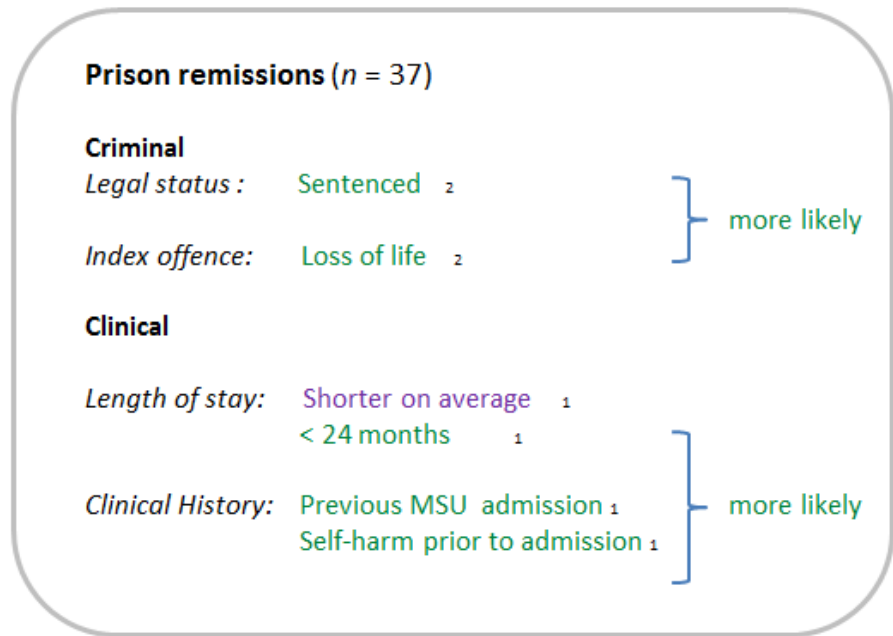 Prison remissions (n = 37)
Criminal
Legal status : Sentenced 2
more likely
Index offence: Loss of life 2
Clinical
Length of stay: Shorter on average 1
< 24 months 1
Clinical History: Previous MSU admission 1 more likely
Self-harm prior to admission 1